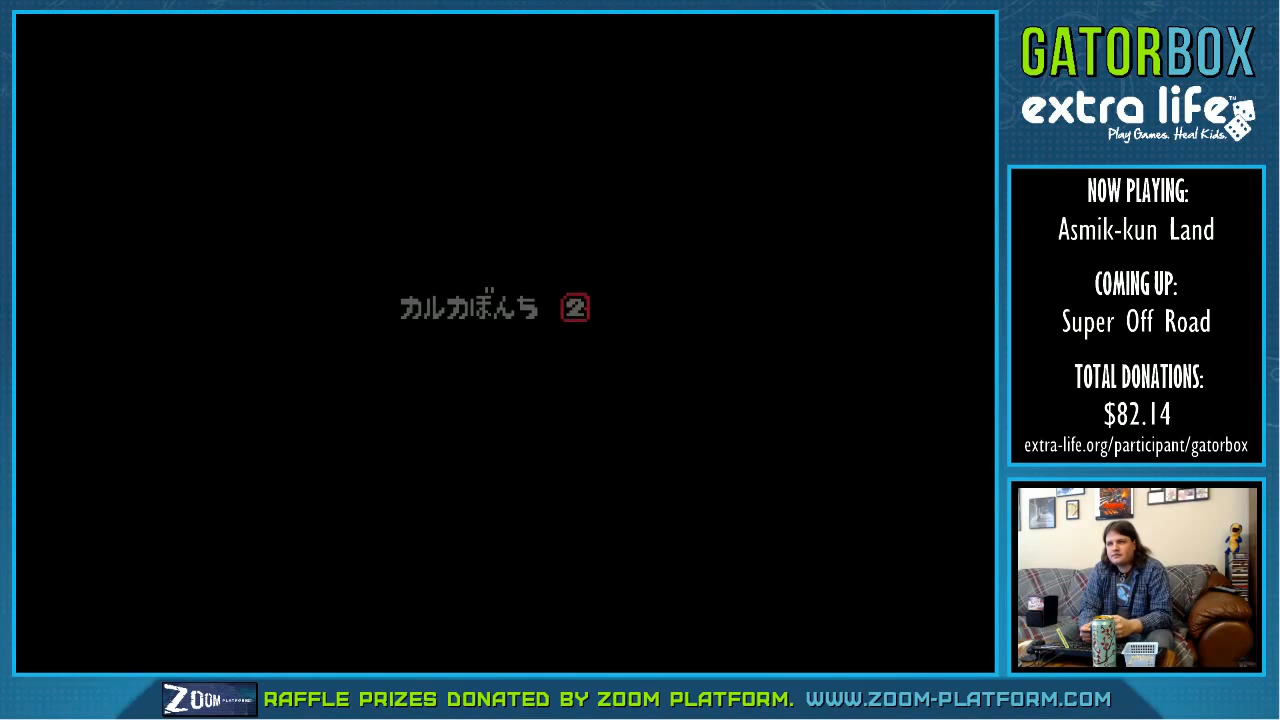 カルカぼんち 2
GATORBOX
extra life™
Play Games. Heal Kids.
NOW PLAYING:
Asmik-kun Land
COMING UP:
Super Off Road
TOTAL DONATIONS:
$82.14
extra-life.org/participant/gatorbox
ZOOM PLATFORM
RAFFLE PRIZES DONATED BY ZOOM PLATFORM. WWW.ZOOM-PLATFORM.COM